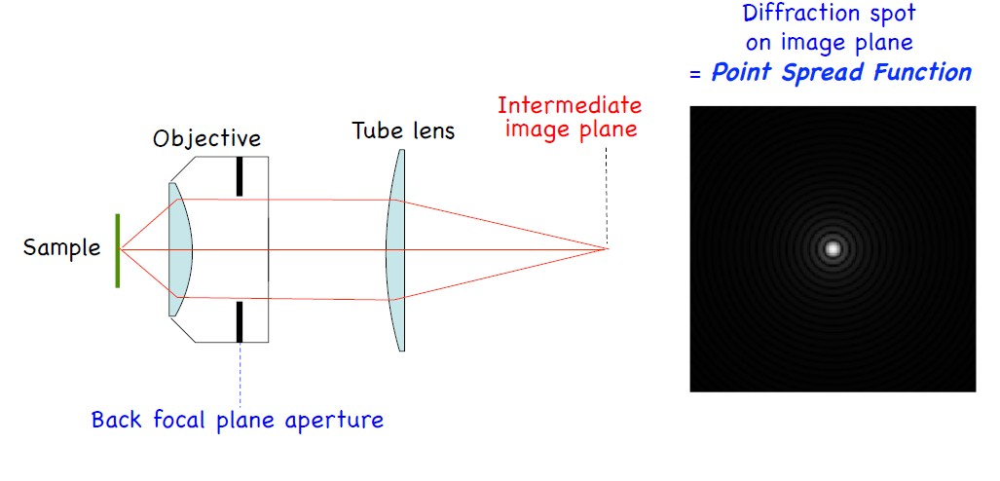 Diffraction spot
on image plane
= Point Spread Function
Intermediate
image plane
Tube lens
Objective
Sample
Back focal plane aperture